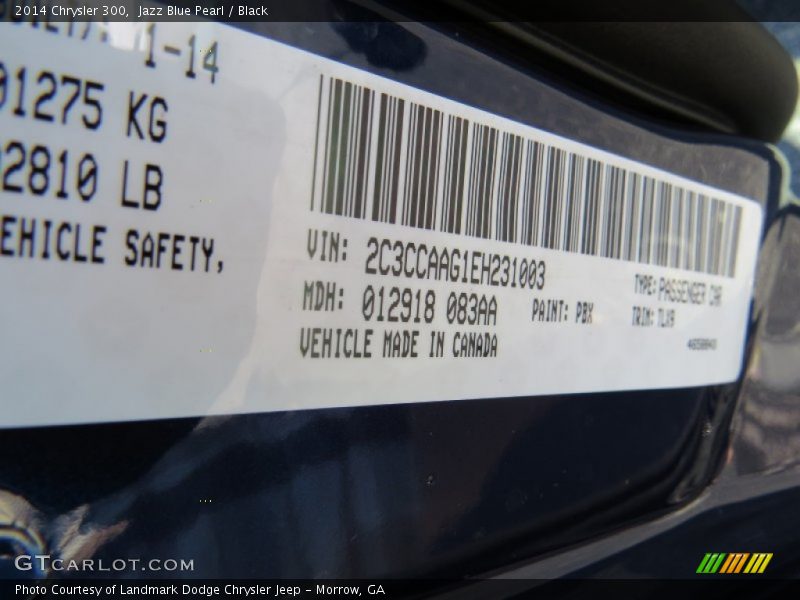 2014 Chrysler 300, Jazz Blue Pearl / Black
1-14
01275 KG
2810 LB
EHICLE SAFETY,
VIN: 2C3CCAAG1EH231003
MDH: 012918 083AA
PAINT: PBX
VEHICLE MADE IN CANADA
TYPE: PASSENGER CAR
TRIM: TLX9
GTCARLOT.COM
Photo Courtesy of Landmark Dodge Chrysler Jeep - Morrow, GA